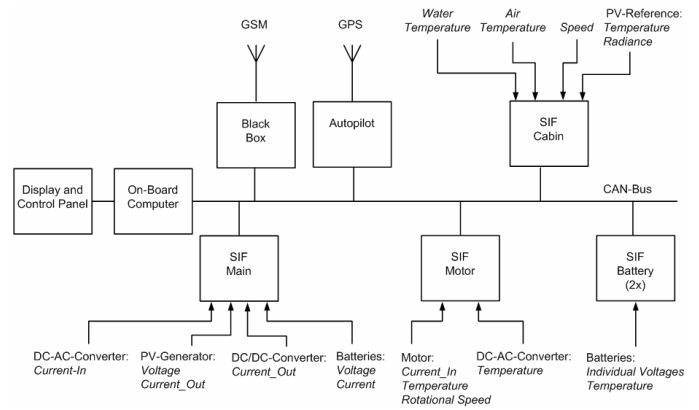 GSM
GPS
Water
Temperature
Air
Temperature
Speed
PV-Reference:
Temperature
Radiance
Black
Box
Autopilot
SIF
Cabin
Display and
Control Panel
On-Board
Computer
CAN-Bus
SIF
Main
SIF
Motor
SIF
Battery
(2x)
DC-AC-Converter:
Current-In
PV-Generator:
Voltage
Current_Out
DC/DC-Converter:
Current_Out
Batteries:
Voltage
Current
Motor:
Current_In
Temperature
Rotational Speed
DC-AC-Converter:
Temperature
Batteries:
Individual Voltages
Temperature